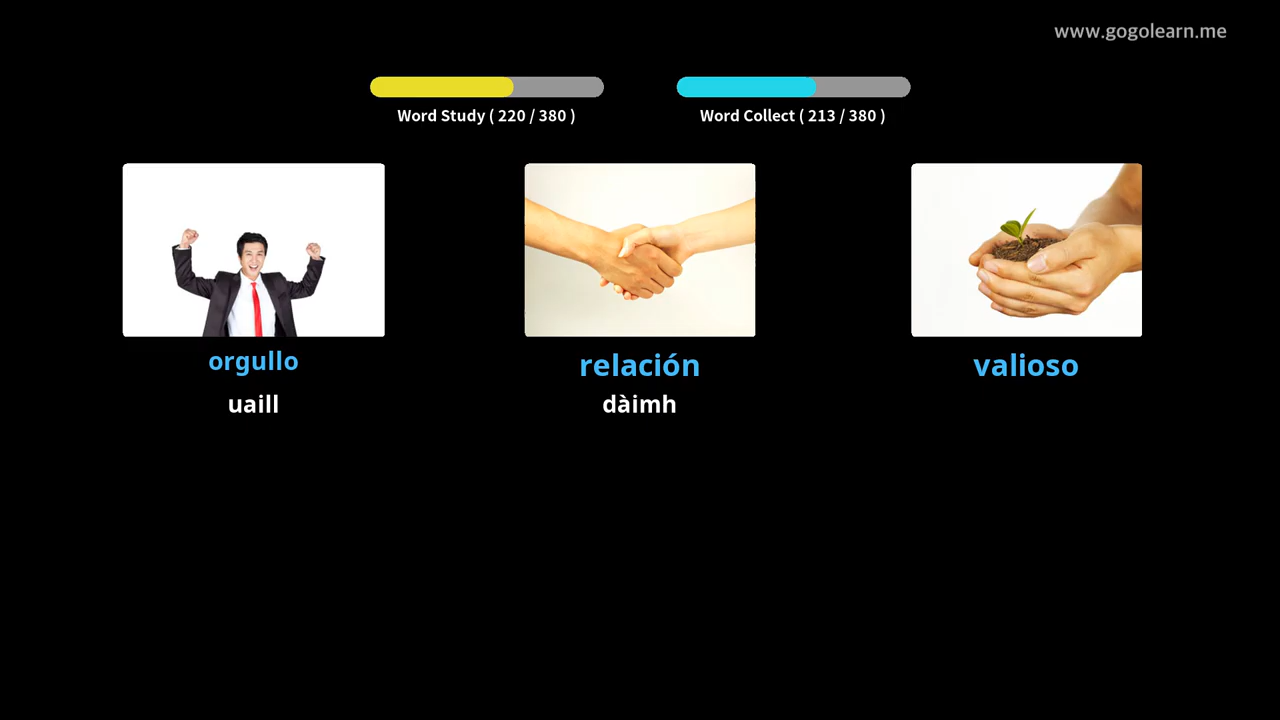 www.gogolearn.me
Word Study ( 220 / 380 )
Word Collect ( 213 / 380 )
orgullo
relación
valioso
uaill
dàimh